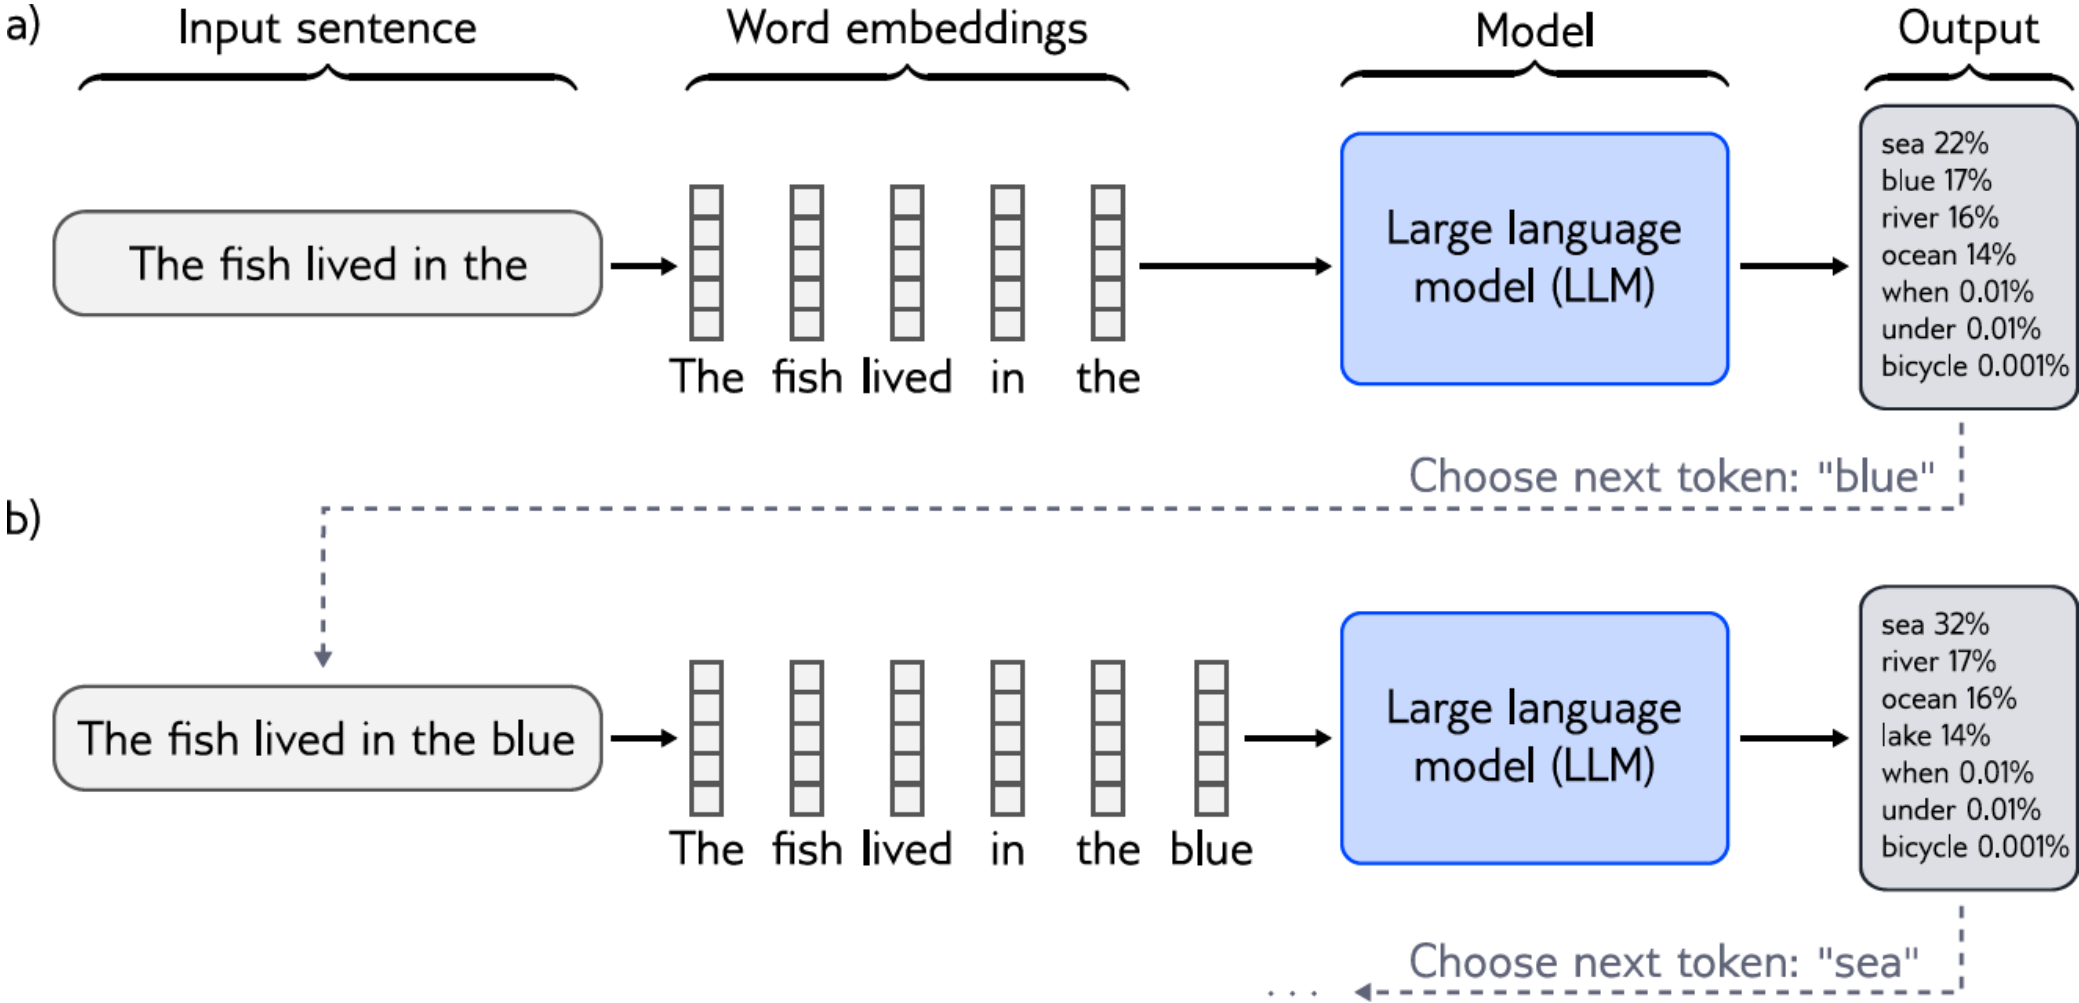 a)
Input sentence
Word embeddings
Model
Output
The fish lived in the
The fish lived in the
Large language
model (LLM)
sea 22%
blue 17%
river 16%
ocean 14%
when 0.01%
under 0.01%
bicycle 0.001%
Choose next token: "blue"
b)
The fish lived in the blue
The fish lived in the blue
Large language
model (LLM)
sea 32%
river 17%
ocean 16%
lake 14%
when 0.01%
under 0.01%
bicycle 0.001%
Choose next token: "sea"
. . .